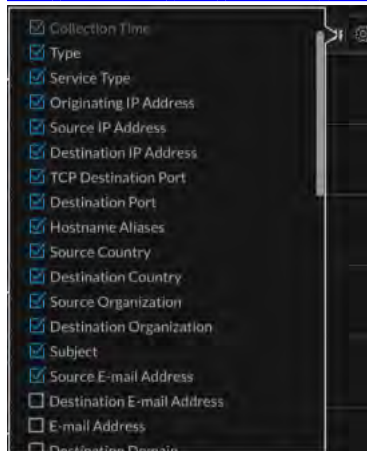 Collection Time
Type
Service Type
Originating IP Address
Source IP Address
Destination IP Address
TCP Destination Port
Destination Port
Hostname Aliases
Source Country
Destination Country
Source Organization
Destination Organization
Subject
Source E-mail Address
Destination E-mail Address
E-mail Address
Destination Domain